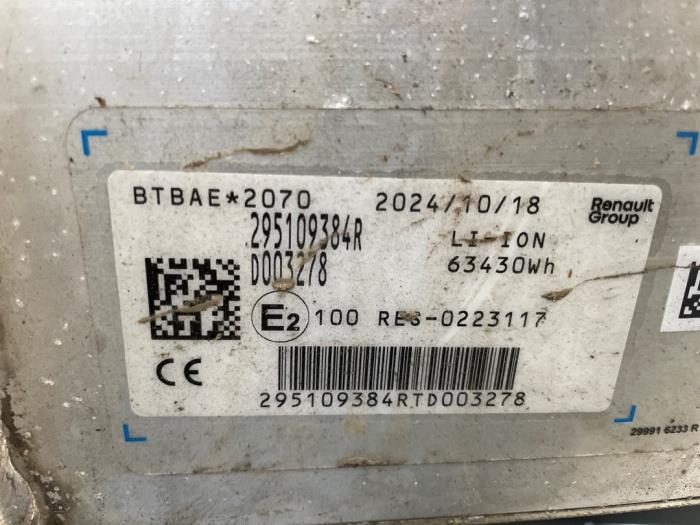 BTBAE*2070 2024/10/18 Renault Group
295109384R LI-ION
D003278 63430Wh
E2 100 RES-0223117
CE
295109384RTD003278
29991 6233 R